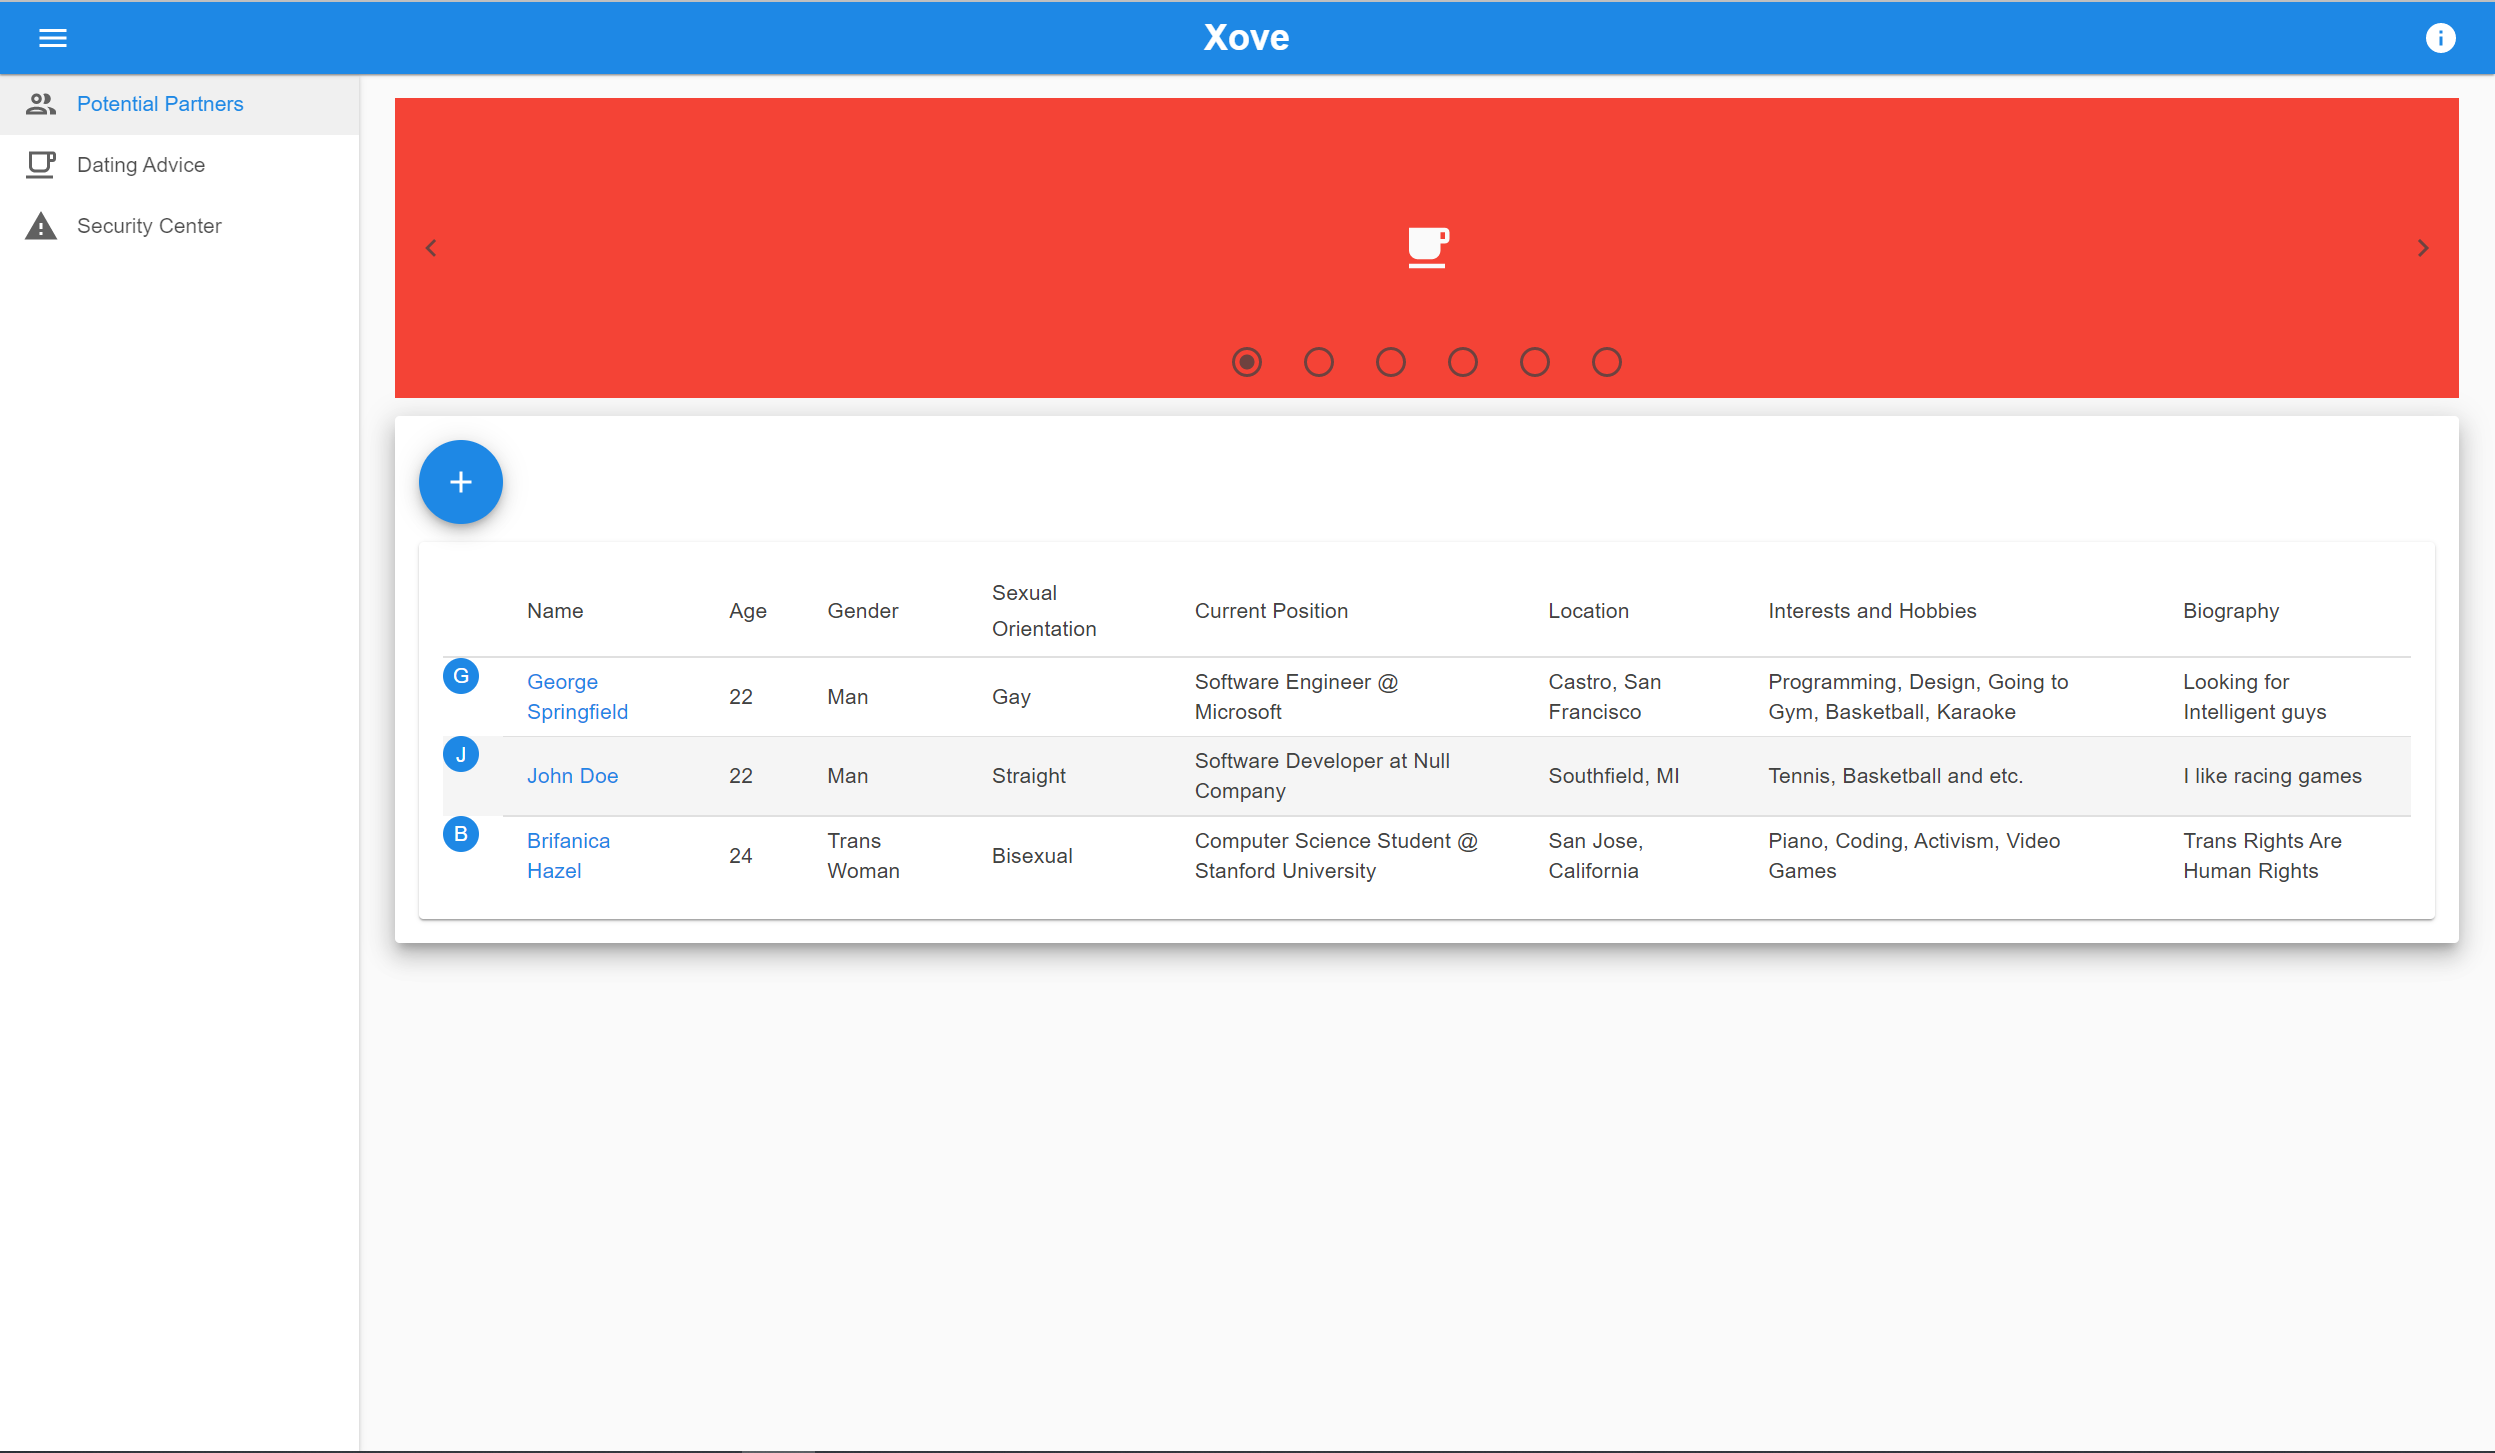 Xove
Potential Partners
Dating Advice
Security Center
Name
Age
Gender
Sexual
Orientation
Current Position
Location
Interests and Hobbies
Biography
G
George
Springfield
22
Man
Gay
Software Engineer @
Microsoft
Castro, San
Francisco
Programming, Design, Going to
Gym, Basketball, Karaoke
Looking for
Intelligent guys
J
John Doe
22
Man
Straight
Software Developer at Null
Company
Southfield, MI
Tennis, Basketball and etc.
I like racing games
B
Brifanica
Hazel
24
Trans
Woman
Bisexual
Computer Science Student @
Stanford University
San Jose,
California
Piano, Coding, Activism, Video
Games
Trans Rights Are
Human Rights